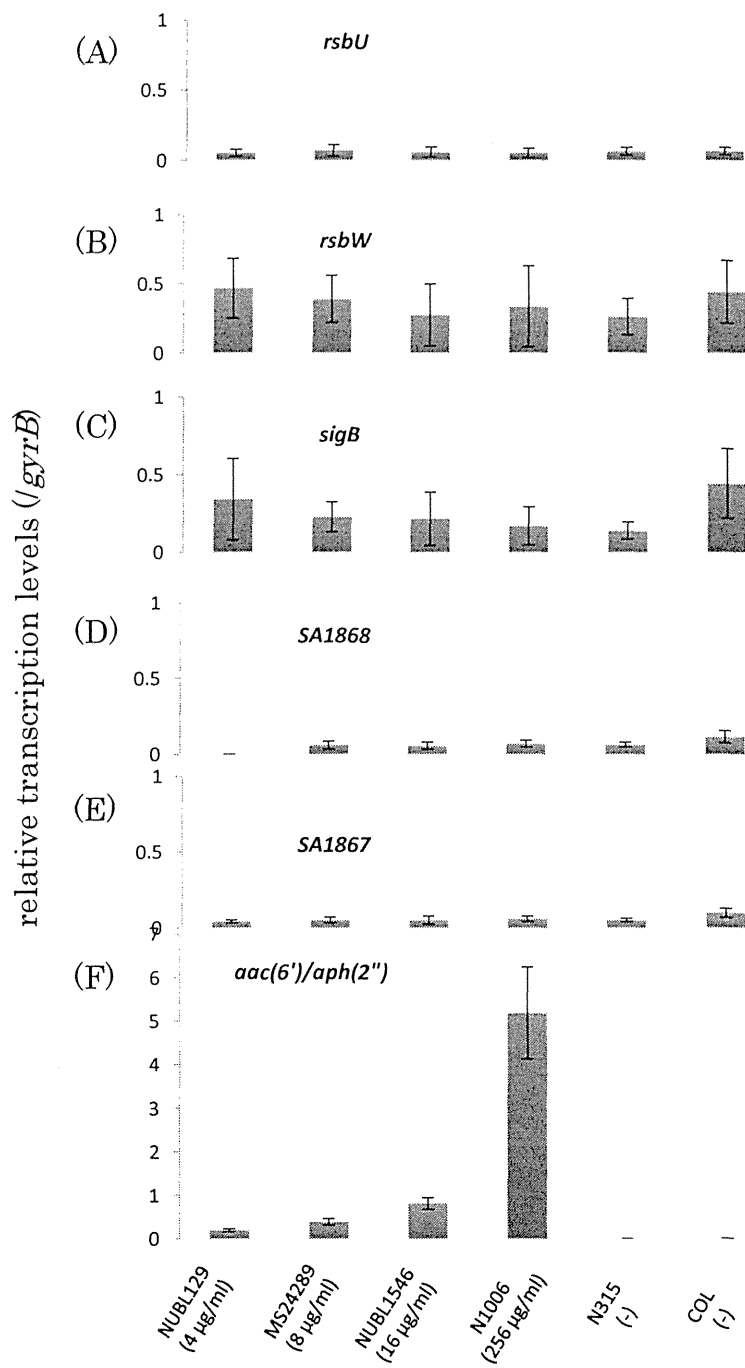 relative transcription levels (/gyrB)
(A)
rsbU
1
0.5
0
(B)
rsbW
1
0.5
0
(C)
sigB
1
0.5
0
(D)
SA1868
1
0.5
0
(E)
SA1867
1
0.5
0
(F)
aac(6')/aph(2")
7
6
5
4
3
2
1
0
NUBL129
(4 µg/ml)
MS24289
(8 µg/ml)
NUBL1546
(16 µg/ml)
N1006
(256 µg/ml)
N315
(-)
COL
(-)